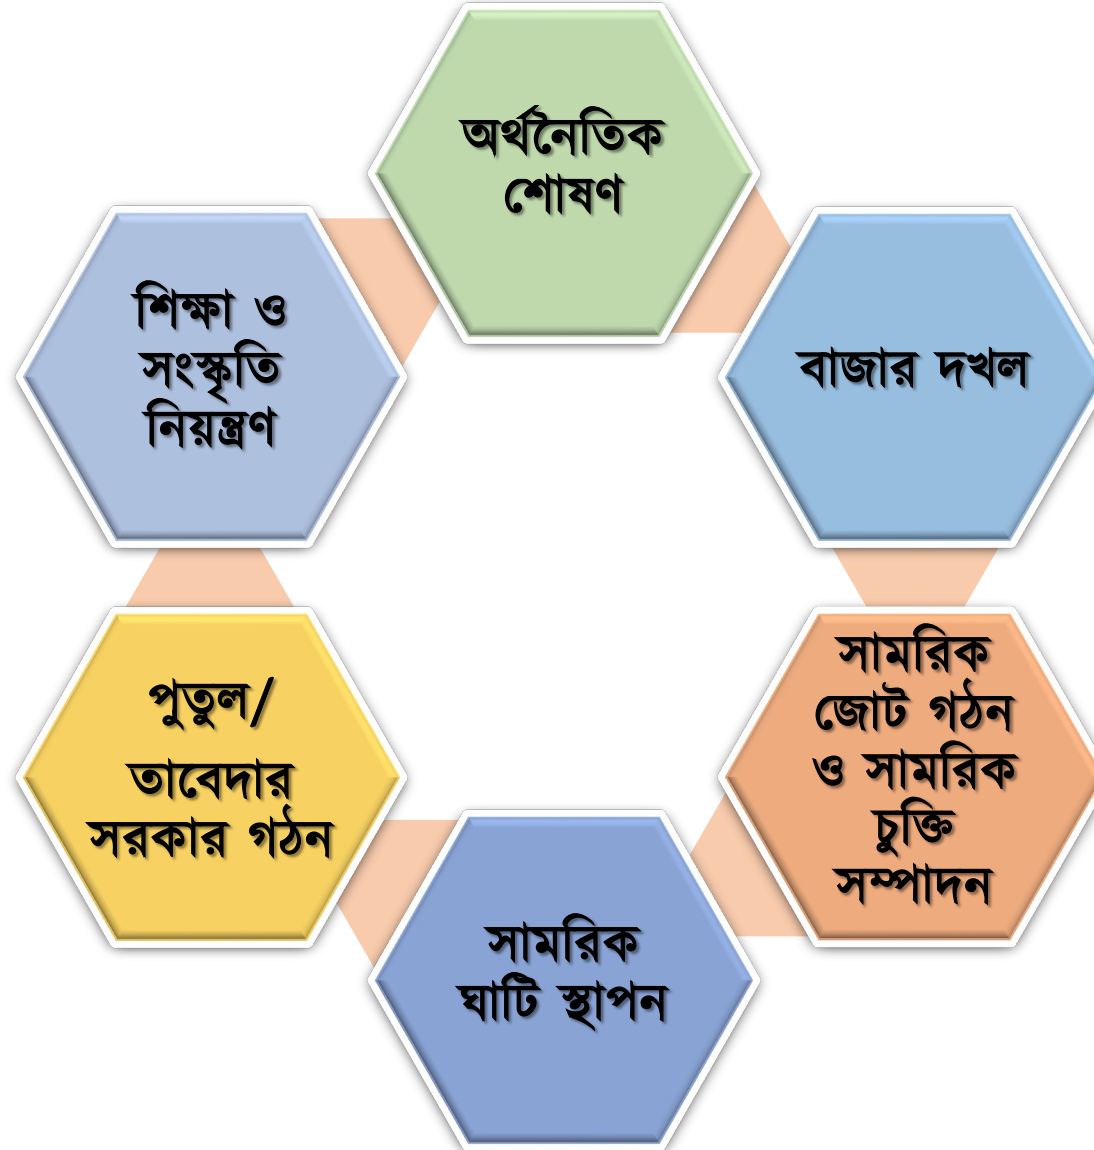 অর্থনৈতিক
শোষণ
বাজার দখল
সামরিক
জোট গঠন
ও সামরিক
চুক্তি
সম্পাদন
সামরিক
ঘাটি স্থাপন
পুতুল/
তাবেদার
সরকার গঠন
শিক্ষা ও
সংস্কৃতি
নিয়ন্ত্রণ